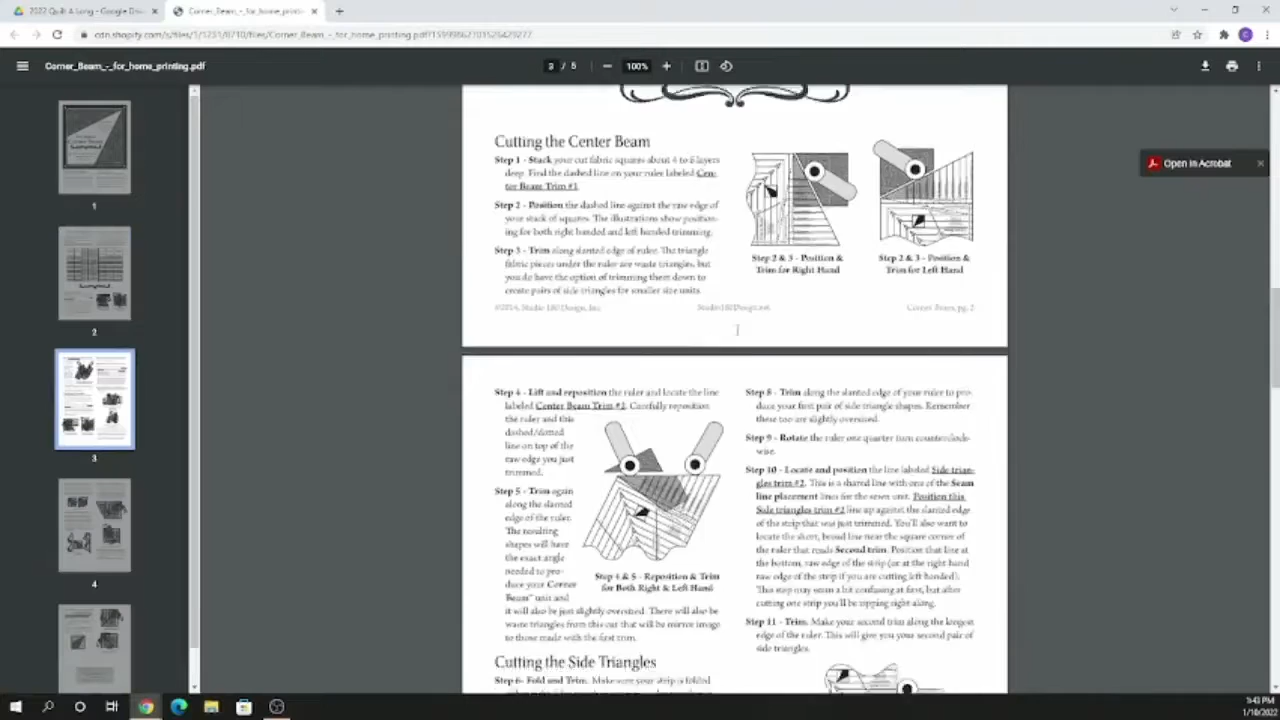 2022 Quilt A Long - Google Driv
Corner_Beam_-_for_home_printi
cdn.shopify.com/s/files/1/1231/0710/files/Corner_Beam_-_for_home_printing.pdf?15999862701526429277
Corner_Beam_-_for_home_printing.pdf
3 / 5
100%
Open in Acrobat
1
2
3
4
Cutting the Center Beam
Step 1 - Stack your cut fabric squares about 4 to 6 layers
deep. Find the dashed line on your ruler labeled Cen-
ter Beam Trim #1.
Step 2 - Position the dashed line against the raw edge of
your stack of squares. The illustrations show position-
ing for both right handed and left handed trimming.
Step 3 - Trim along slanted edge of ruler. The triangle
fabric pieces under the ruler are waste triangles, but
you do have the option of trimming them down to
create pairs of side triangles for smaller size units.
Step 2 & 3 - Position &
Trim for Right Hand
Step 2 & 3 - Position &
Trim for Left Hand
©2014, Studio 180 Design, Inc.
Studio180Design.net
Corner Beam, pg. 2
Step 4 - Lift and reposition the ruler and locate the line
labeled Center Beam Trim #2. Carefully reposition
the ruler and this
dashed/dotted
line on top of the
raw edge you just
trimmed.
Step 5 - Trim again
along the slanted
edge of the ruler.
The resulting
shapes will have
the exact angle
needed to pro-
duce your Corner
Beam™ unit and
it will also be just slightly oversized. There will also be
waste triangles from this cut that will be mirror image
to those made with the first trim.
Step 4 & 5 - Reposition & Trim
for Both Right & Left Hand
Cutting the Side Triangles
Step 6- Fold and Trim. Make sure your strip is folded
Step 8 - Trim along the slanted edge of your ruler to pro-
duce your first pair of side triangle shapes. Remember
these too are slightly oversized.
Step 9 - Rotate the ruler one quarter turn counterclock-
wise.
Step 10 - Locate and position the line labeled Side trian-
gles trim #2. This is a shared line with one of the Seam
line placement lines for the sewn unit. Position this
Side triangles trim #2 line up against the slanted edge
of the strip that was just trimmed. You'll also want to
locate the short, broad line near the square corner of
the ruler that reads Second trim. Position that line at
the bottom, raw edge of the strip (or at the right hand
raw edge of the strip if you are cutting left handed).
This step may seem a bit confusing at first, but after
cutting one strip you'll be zipping right along.
Step 11 - Trim. Make your second trim along the longest
edge of the ruler. This will give you your second pair of
side triangles.
3:43 PM
1/10/2022